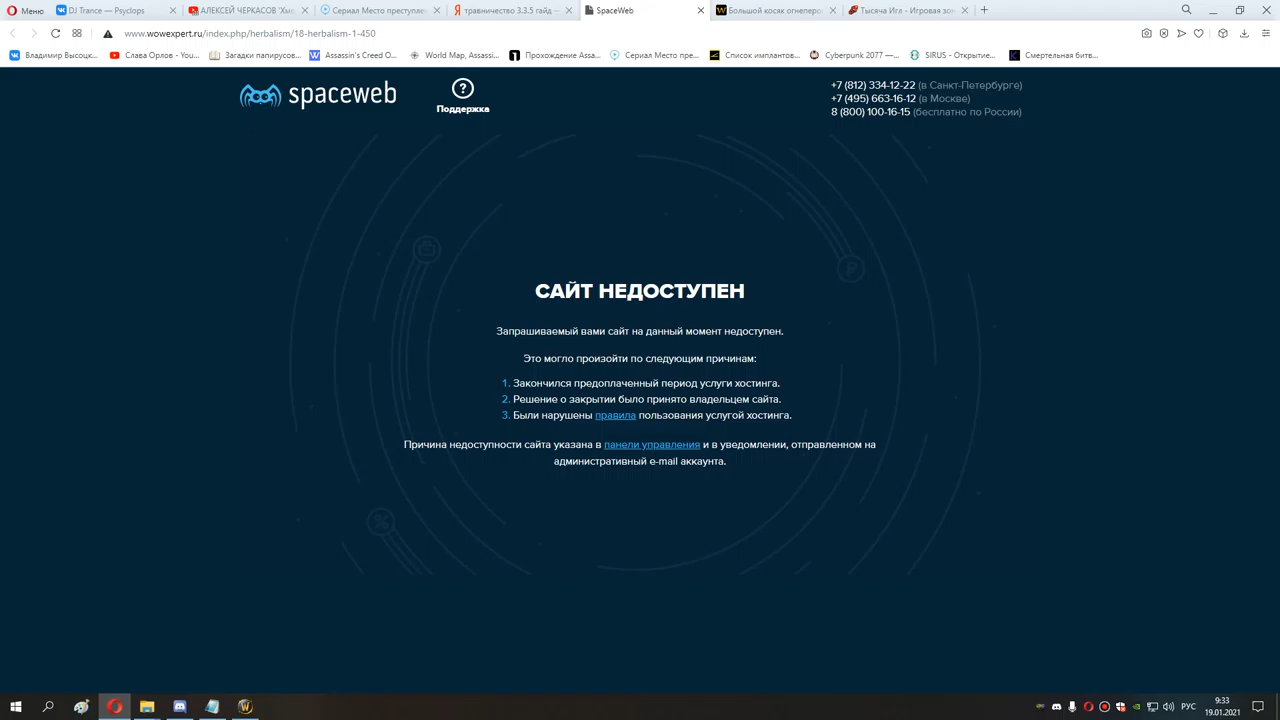 DJ Trance — Psyclops
АЛЕКСЕЙ ЧЕРКАСОВ 'Хме
Сериал Место преступлен
травничество 3.3.5 гайд —
SpaceWeb
Большой косяк огнеперос
Тысяча Игл - Игровая зон
Меню
www.wowexpert.ru/index.php/herbalism/18-herbalism-1-450
Владимир Высоцк...
Слава Орлов - You...
Загадки папирусов...
Assassin's Creed O...
World Map, Assassi...
Прохождение Assa...
Сериал Место пре...
Список имплантов...
Cyberpunk 2077 —...
SIRUS - Открытие...
Смертельная битв...
spaceweb
Поддержка
+7 (812) 334-12-22 (в Санкт-Петербурге)
+7 (495) 663-16-12 (в Москве)
8 (800) 100-16-15 (бесплатно по России)
САЙТ НЕДОСТУПЕН
Запрашиваемый вами сайт на данный момент недоступен.
Это могло произойти по следующим причинам:
1. Закончился предоплаченный период услуги хостинга.
2. Решение о закрытии было принято владельцем сайта.
3. Были нарушены правила пользования услугой хостинга.
Причина недоступности сайта указана в панели управления и в уведомлении, отправленном на
административный e-mail аккаунта.
РУС
9:33
19.01.2021